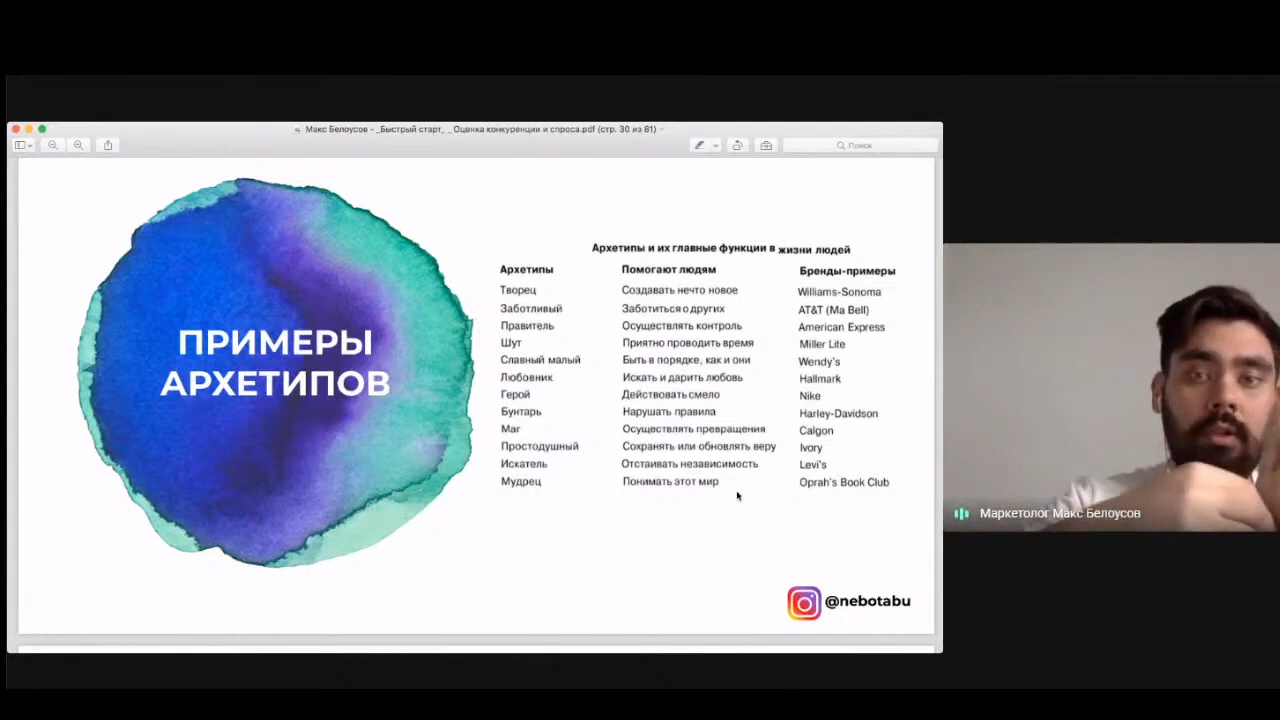 Макс Белоусов - _Быстрый старт_ _ Оценка конкуренции и спроса.pdf (стр. 30 из 81)
Поиск
ПРИМЕРЫ
АРХЕТИПОВ
Архетипы и их главные функции в жизни людей
Архетипы Помогают людям Бренды-примеры
Творец Создавать нечто новое Williams-Sonoma
Заботливый Заботиться о других AT&T (Ma Bell)
Правитель Осуществлять контроль American Express
Шут Приятно проводить время Miller Lite
Славный малый Быть в порядке, как и они Wendy's
Любовник Искать и дарить любовь Hallmark
Герой Действовать смело Nike
Бунтарь Нарушать правила Harley-Davidson
Маг Осуществлять превращения Calgon
Простодушный Сохранять или обновлять веру Ivory
Искатель Отстаивать независимость Levi's
Мудрец Понимать этот мир Oprah's Book Club
@nebotabu
Маркетолог Макс Белоусов